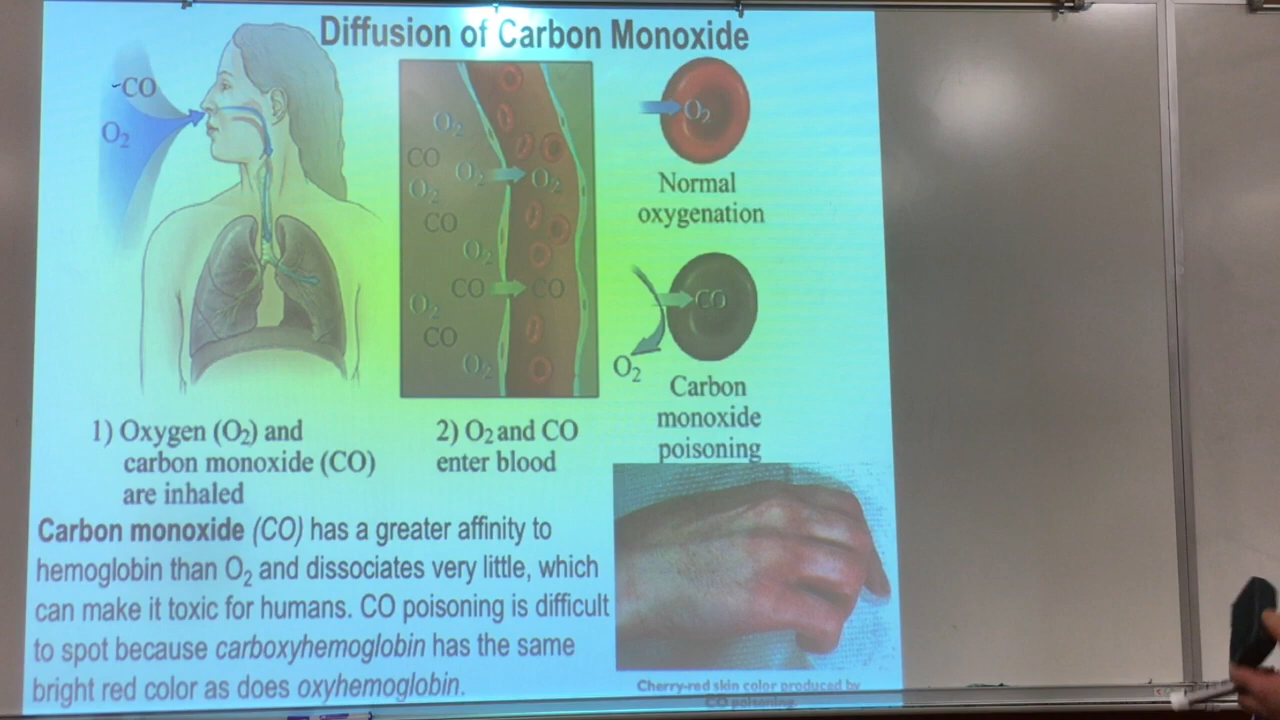 Diffusion of Carbon Monoxide
CO
O₂
O₂
CO
O₂
O₂
O₂
CO
O₂
CO
CO
O₂
CO
O₂
O₂
Normal
oxygenation
CO
O₂
Carbon
monoxide
poisoning
1) Oxygen (O₂) and
carbon monoxide (CO)
are inhaled
2) O₂ and CO
enter blood
Carbon monoxide (CO) has a greater affinity to
hemoglobin than O₂ and dissociates very little, which
can make it toxic for humans. CO poisoning is difficult
to spot because carboxyhemoglobin has the same
bright red color as does oxyhemoglobin.
Cherry-red skin color produced by
CO poisoning.